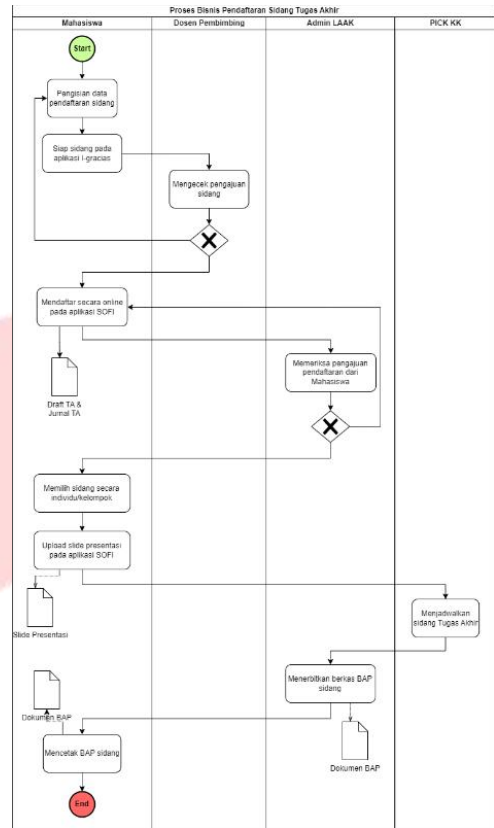 Proses Bisnis Pendaftaran Sidang Tugas Akhir
Mahasiswa
Dosen Pembimbing
Admin LAAK
PICK KK
Start
Pengisian data
pendaftaran sidang
Siap sidang pada
aplikasi i-gracias
Mengecek pengajuan
sidang
Mendaftar secara online
pada aplikasi SOFI
Draft TA &
Jurnal TA
Memeriksa pengajuan
pendaftaran dari
Mahasiswa
Memilih sidang secara
individu/kelompok
Upload slide presentasi
pada aplikasi SOFI
Slide Presentasi
Menjadwalkan
sidang Tugas Akhir
Menerbitkan berkas BAP
sidang
Dokumen BAP
Dokumen BAP
Mencetak BAP sidang
End